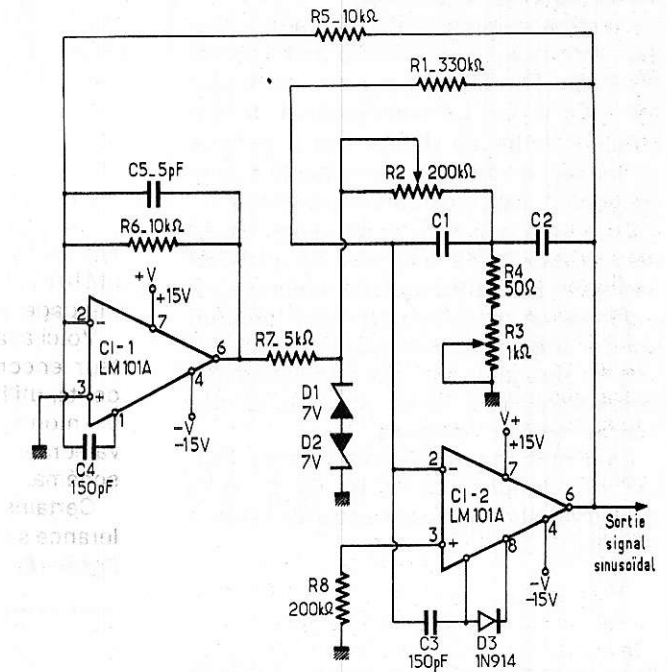 R5_10kΩ
R1_330kΩ
C5_5pF
R2 200kΩ
R6_10kΩ
C1 C2
+V
+15V
R4
50Ω
2 - 7
CI-1
LM101A
6
R7_5kΩ
R3
1kΩ
3 + 4
1
D1
7V
-V
-15V
C4
150pF
D2
7V
V+
+15V
2 - 7
CI-2
LM101A
6
Sortie
signal
sinusoïdal
3 + 8 4
R8
200kΩ
-V
-15V
C3
150pF
D3
1N914